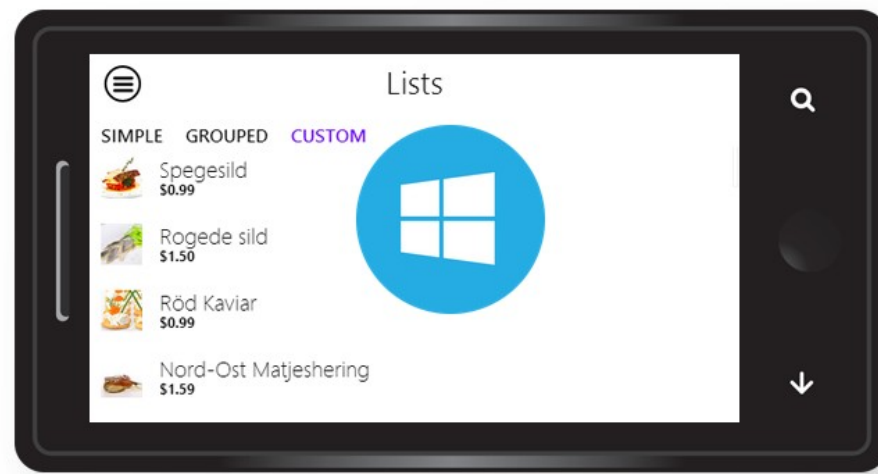 Lists
SIMPLE GROUPED CUSTOM
Spegesild
$0.99
Rogede sild
$1.50
Röd Kaviar
$0.99
Nord-Ost Matjeshering
$1.59